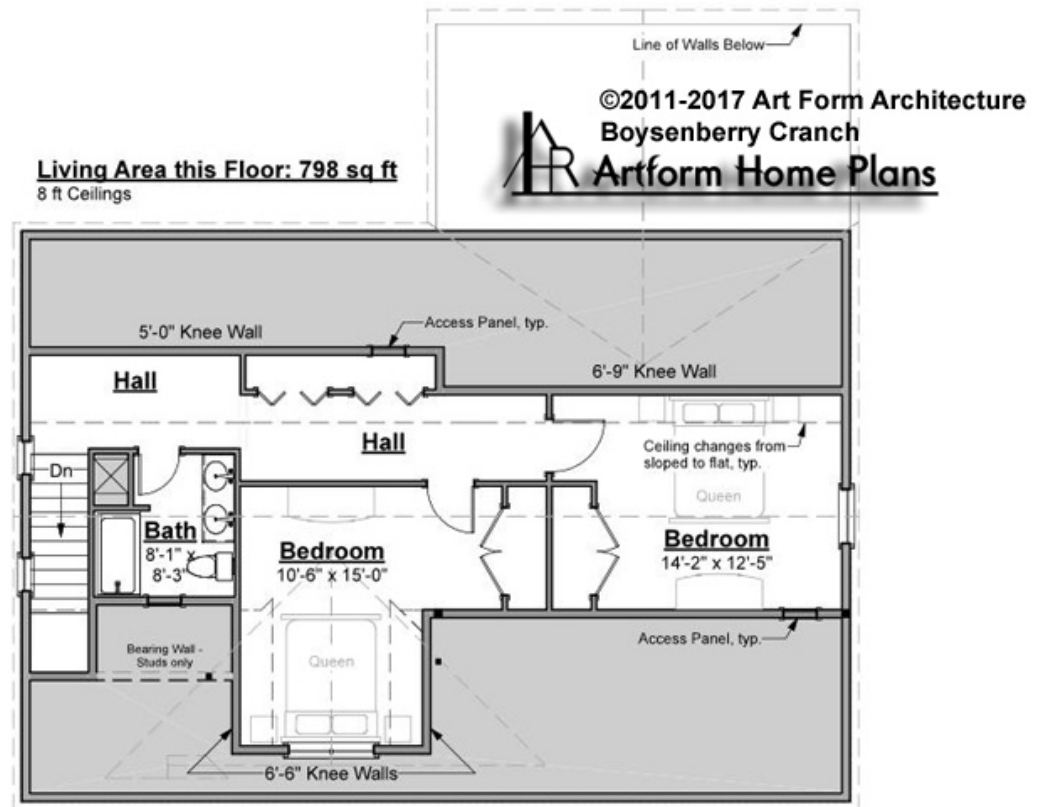 Line of Walls Below
©2011-2017 Art Form Architecture
Boysenberry Cranch
Artform Home Plans
Living Area this Floor: 798 sq ft
8 ft Ceilings
5'-0" Knee Wall
Access Panel, typ.
6'-9" Knee Wall
Hall
Hall
Ceiling changes from
sloped to flat, typ.
Dn
Queen
Bath
8'-1" x
8'-3"
Bedroom
10'-6" x 15'-0"
Bedroom
14'-2" x 12'-5"
Access Panel, typ.
Bearing Wall -
Studs only
Queen
6'-6" Knee Walls